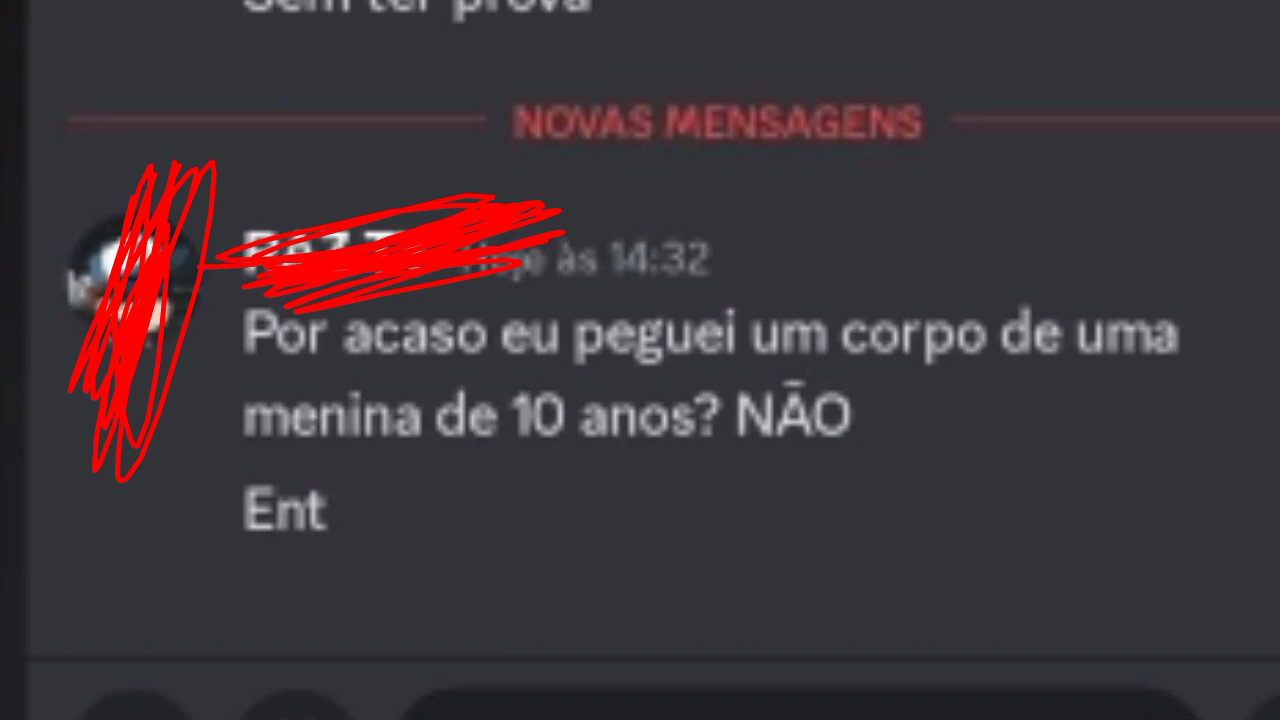 Sem ter prova
NOVAS MENSAGENS
Hoje às 14:32
Por acaso eu peguei um corpo de uma
menina de 10 anos? NÃO
Ent